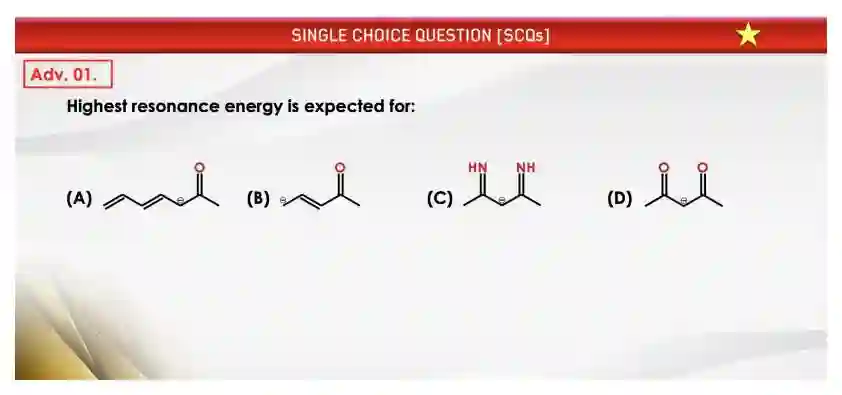 SINGLE CHOICE QUESTION [SCQs]
Adv. 01.
Highest resonance energy is expected for:
O O HN NH O O
(A) ⊖ (B) ⊖ (C) ⊖ (D) ⊖